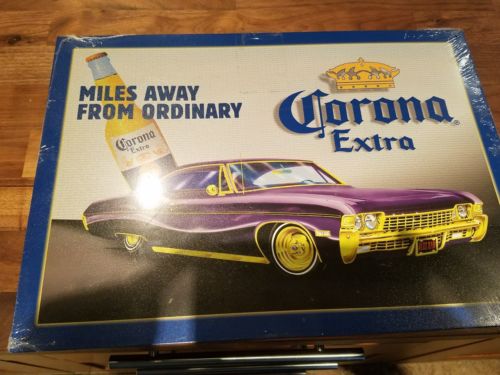 MILES AWAY
FROM ORDINARY
Corona
Extra
Corona
Extra